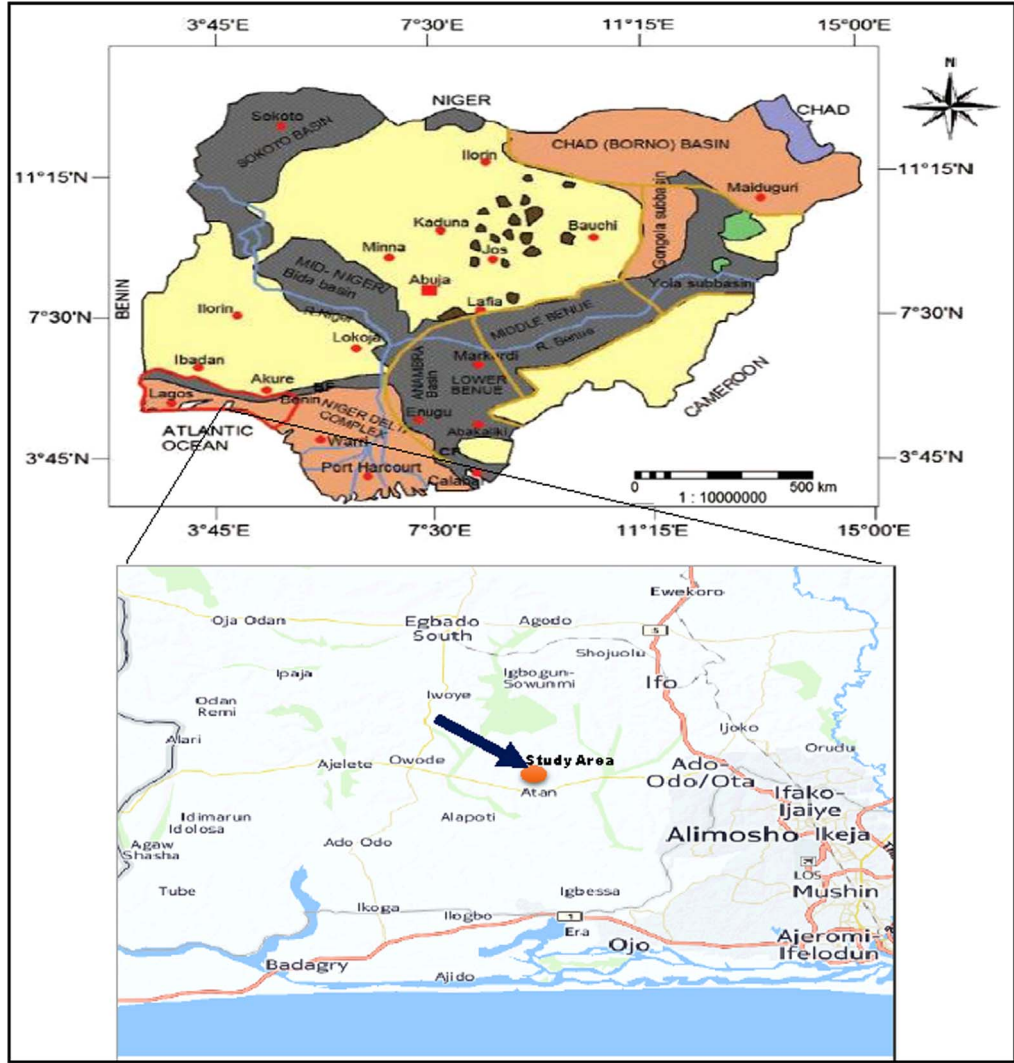 3°45'E 7°30'E 11°15'E 15°00'E
N
NIGER
CHAD
Sokoto
SOKOTO BASIN
CHAD (BORNO) BASIN
Ilorin
11°15'N
11°15'N
Maiduguri
Gongola subbasin
Kaduna
Bauchi
Minna
Jos
MID- NIGER/
Bida basin
Abuja
Yola subbasin
BENIN
Lafia
7°30'N
7°30'N
Ilorin
R.Niger
MIDDLE BENUE
R. Benue
Lokoja
Ibadan
Markurdi
ANAMBRA
Basin
LOWER
BENUE
CAMEROON
Akure
BF
Lagos
Benin
NIGER DELTA
COMPLEX
Enugu
Abakaliki
ATLANTIC
OCEAN
Warri
CF
3°45'N
3°45'N
Port Harcourt
Calabar
0 500 km
1 : 10000000
3°45'E 7°30'E 11°15'E 15°00'E
Ewekoro
Oja Odan
Egbado
South
Agodo
5
Shojuolu
Ipaja
Igbogun-
Sowunmi
Ifo
Iwoye
Odan
Remi
Ijoko
Alari
Orudu
Ajelete
Owode
Study Area
Ado-
Odo/Ota
Atan
Ifako-
Ijaiye
Idimarun
Idolosa
Alapoti
Alimosho
Ikeja
Agaw
Shasha
Ado Odo
LOS
Tube
Igbessa
Mushin
Ikoga
Ilogbo
1
Era
Ojo
Ajeromi-
Ifelodun
Badagry
Ajido